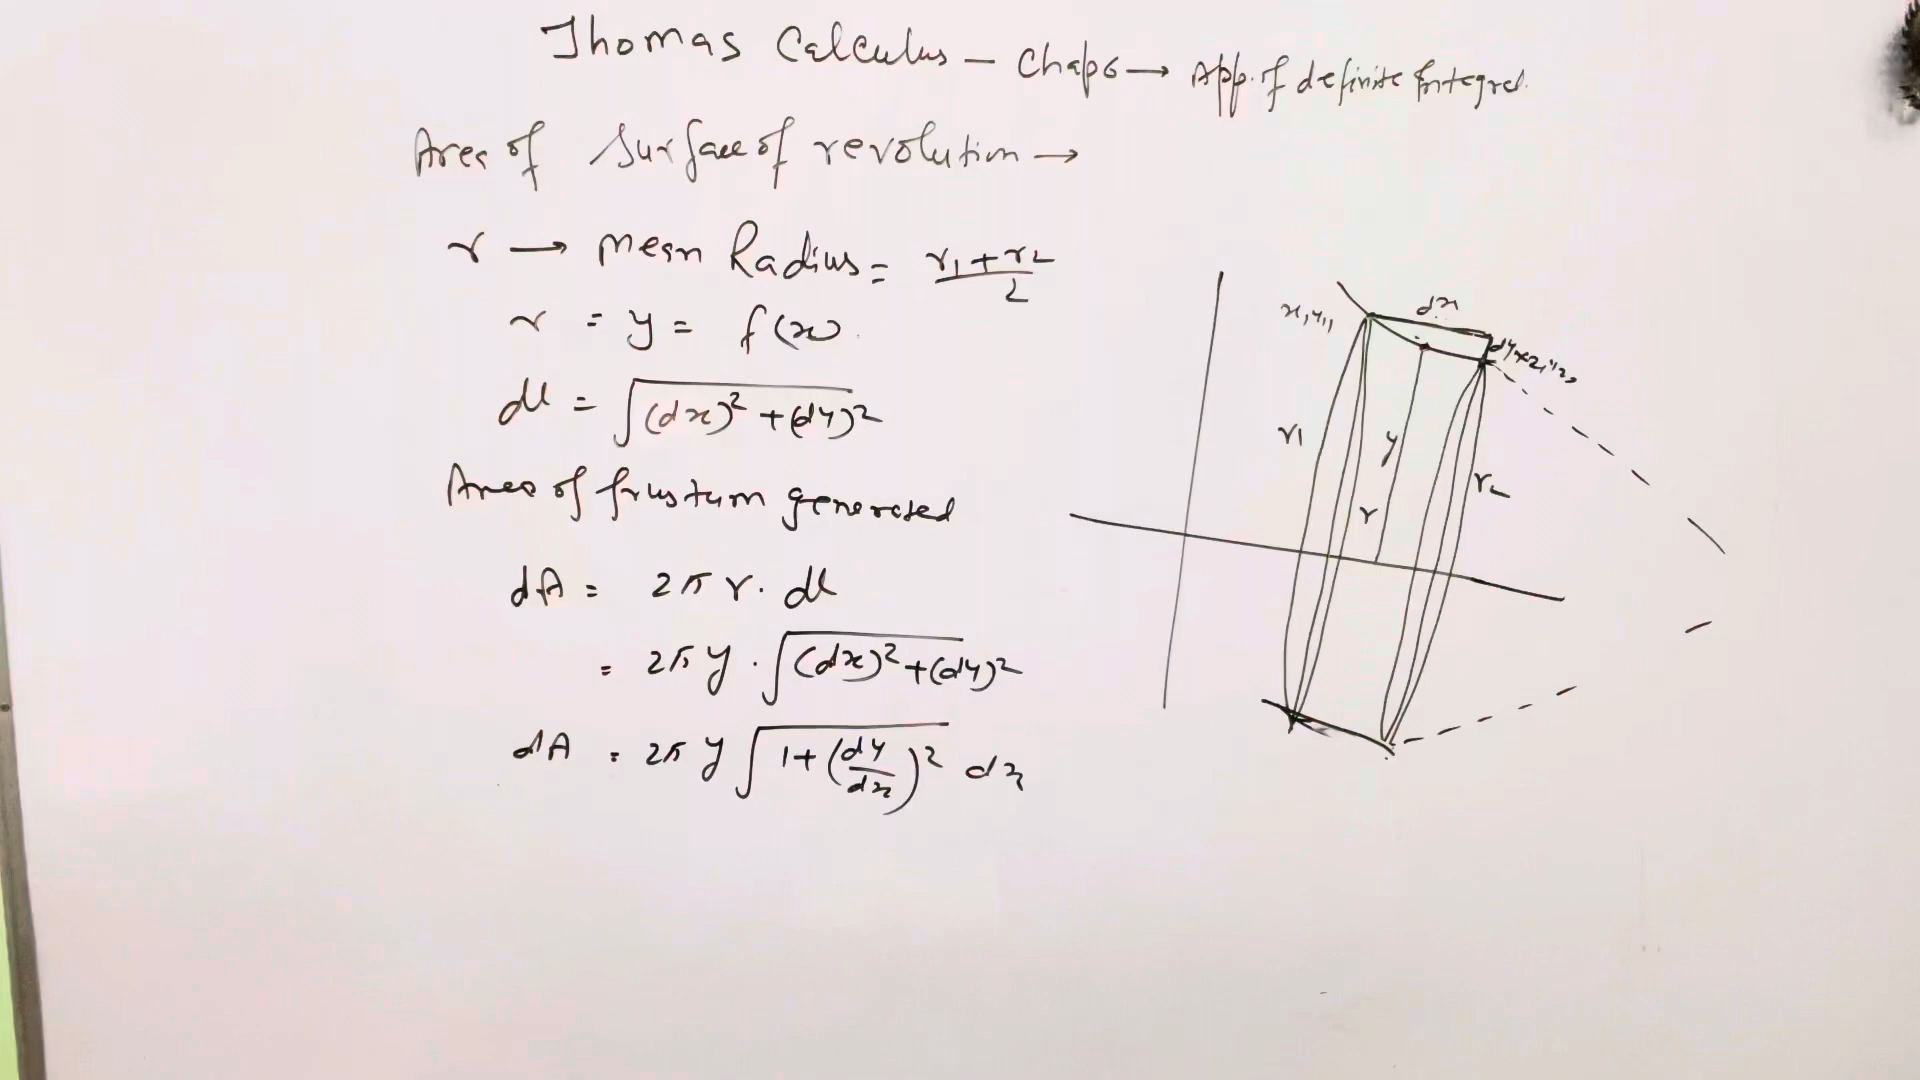 Thomas Calculus – Chap 6 → App. of definite Integral.
Area of Surface of revolution →
r → Mean Radius = (r1 + r2)/2
r = y = f(x)
dl = √((dx)² + (dy)²)
Area of frustum generated
dA = 2π r. dl
= 2π y . √((dx)² + (dy)²)
dA = 2π y √(1 + (dy/dx)²) dx
x1, y1
dx
dy
x2, y2
r1
y
r
r2